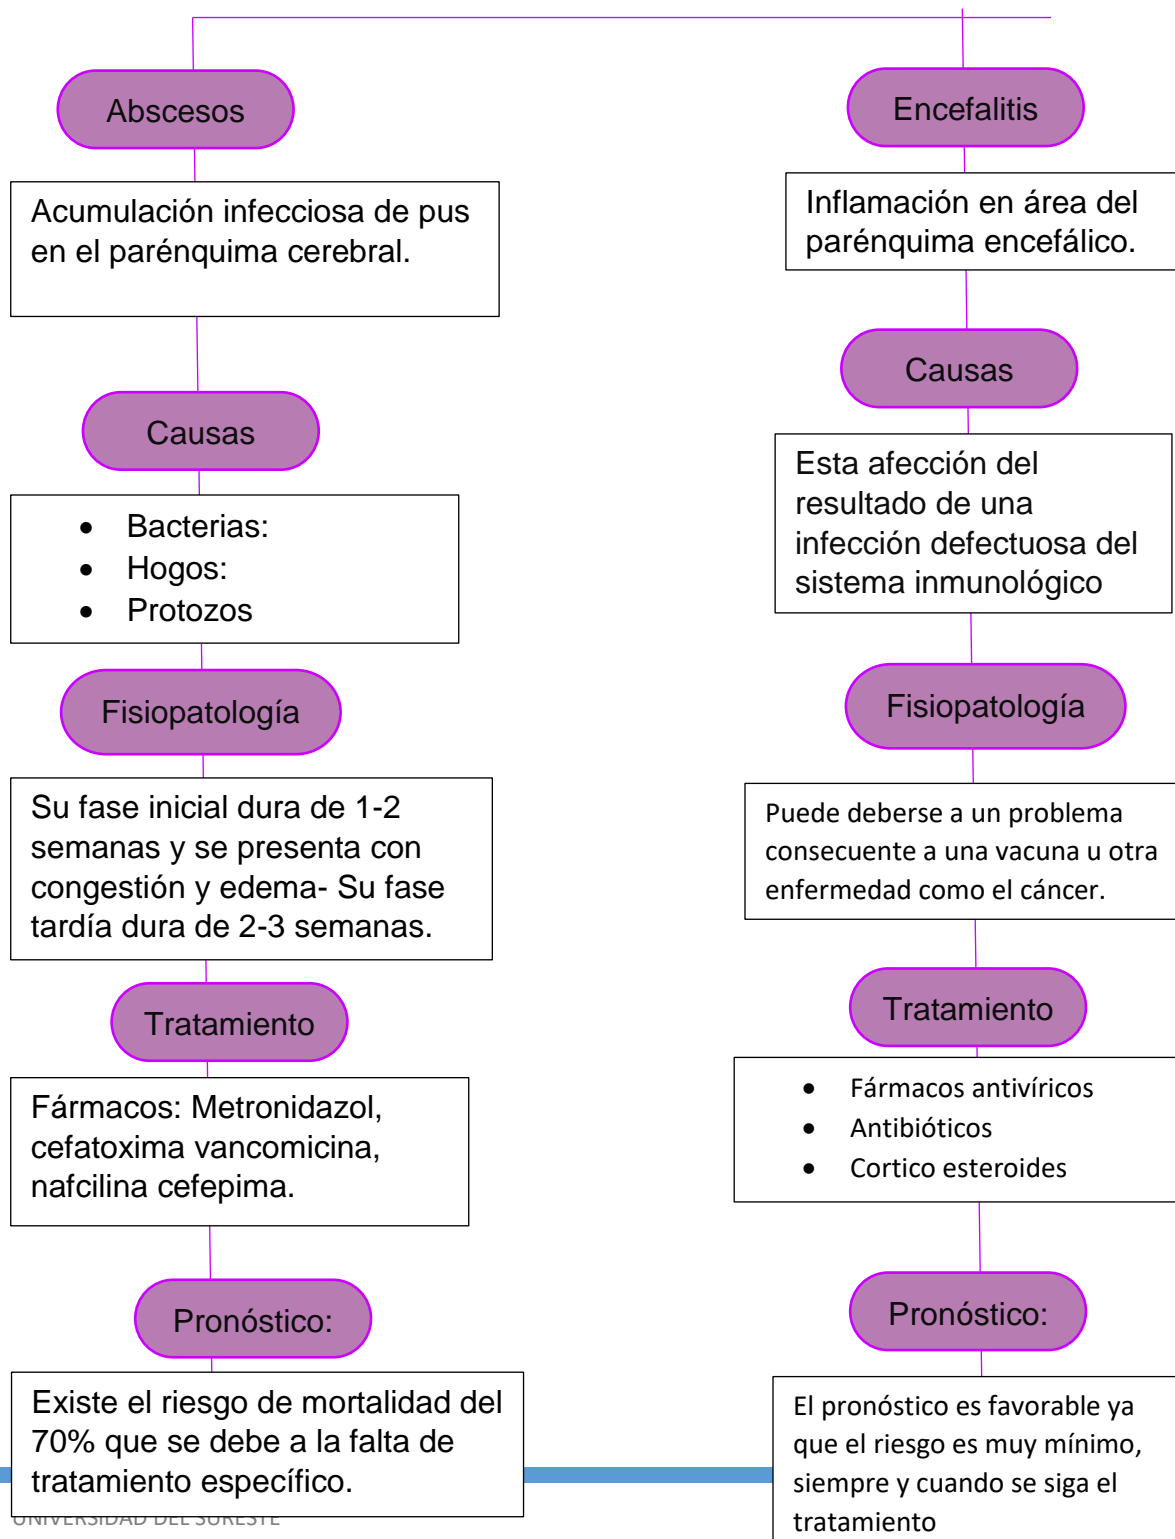 Abscesos
Acumulación infecciosa de pus
en el parénquima cerebral.
Causas
• Bacterias:
• Hogos:
• Protozos
Fisiopatología
Su fase inicial dura de 1-2
semanas y se presenta con
congestión y edema- Su fase
tardía dura de 2-3 semanas.
Tratamiento
Fármacos: Metronidazol,
cefatoxima vancomicina,
nafcilina cefepima.
Pronóstico:
Existe el riesgo de mortalidad del
70% que se debe a la falta de
tratamiento específico.
Encefalitis
Inflamación en área del
parénquima encefálico.
Causas
Esta afección del
resultado de una
infección defectuosa del
sistema inmunológico
Fisiopatología
Puede deberse a un problema
consecuente a una vacuna u otra
enfermedad como el cáncer.
Tratamiento
• Fármacos antivíricos
• Antibióticos
• Cortico esteroides
Pronóstico:
El pronóstico es favorable ya
que el riesgo es muy mínimo,
siempre y cuando se siga el
tratamiento
UNIVERSIDAD DEL SURESTE